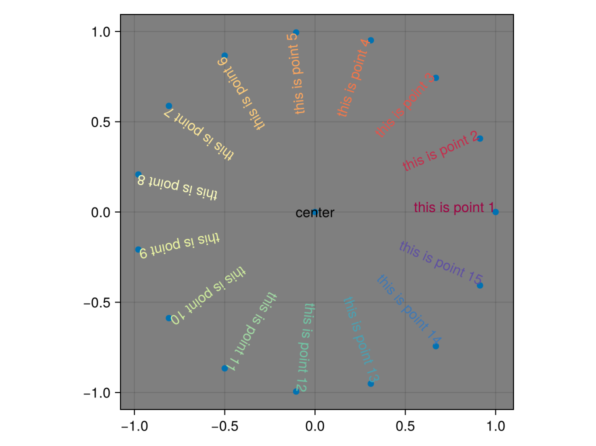 1.0
0.5
0.0
−0.5
−1.0
this is point 1
this is point 2
this is point 3
this is point 4
this is point 5
this is point 6
this is point 7
this is point 8
this is point 9
this is point 10
this is point 11
this is point 12
this is point 13
this is point 14
this is point 15
center
−1.0 −0.5 0.0 0.5 1.0